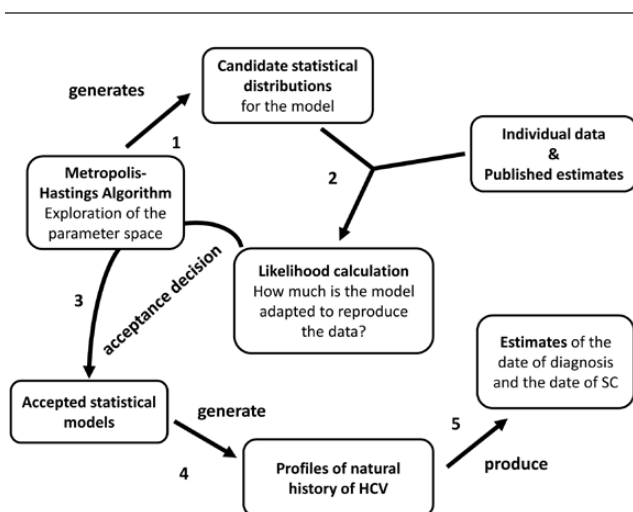 Candidate statistical
distributions
for the model
generates
1
Individual data
&
Published estimates
2
Metropolis-
Hastings Algorithm
Exploration of the
parameter space
Likelihood calculation
How much is the model
adapted to reproduce
the data?
acceptance decision
3
Estimates of the
date of diagnosis
and the date of SC
Accepted statistical
models
generate
4
Profiles of natural
history of HCV
5
produce